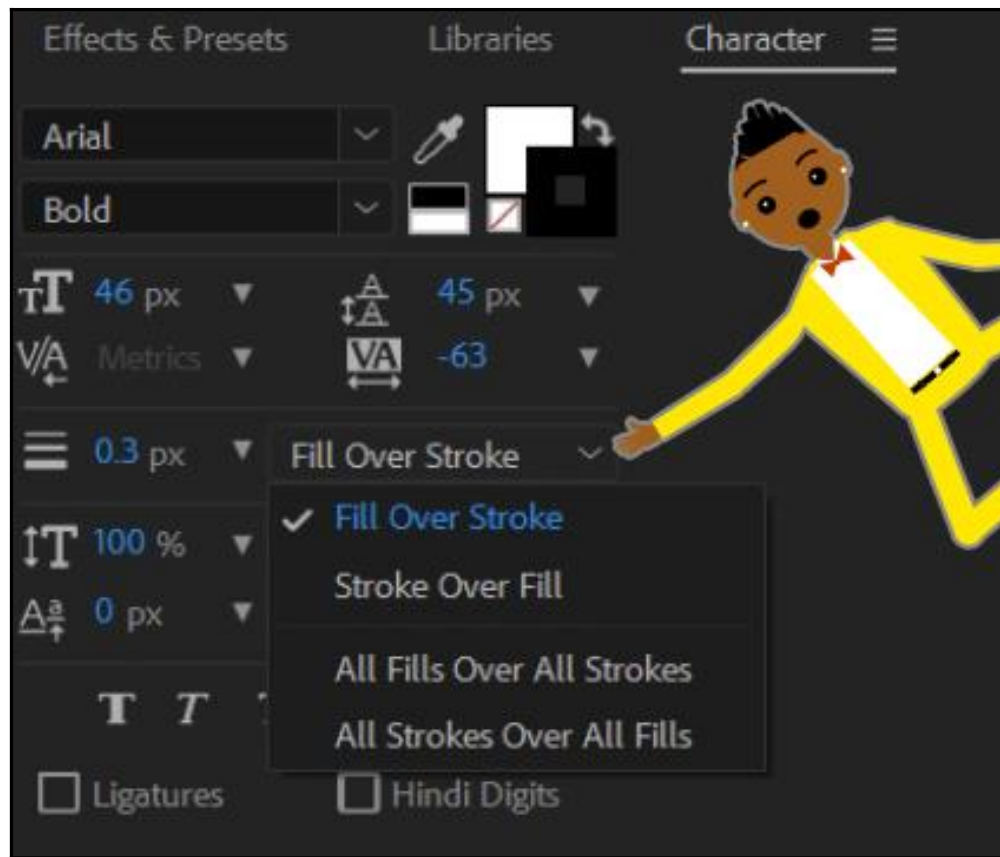 Effects & Presets Libraries Character
Arial
Bold
46 px 45 px
Metrics -63
0.3 px Fill Over Stroke
Fill Over Stroke
100 %
Stroke Over Fill
0 px
All Fills Over All Strokes
T T
All Strokes Over All Fills
Ligatures Hindi Digits